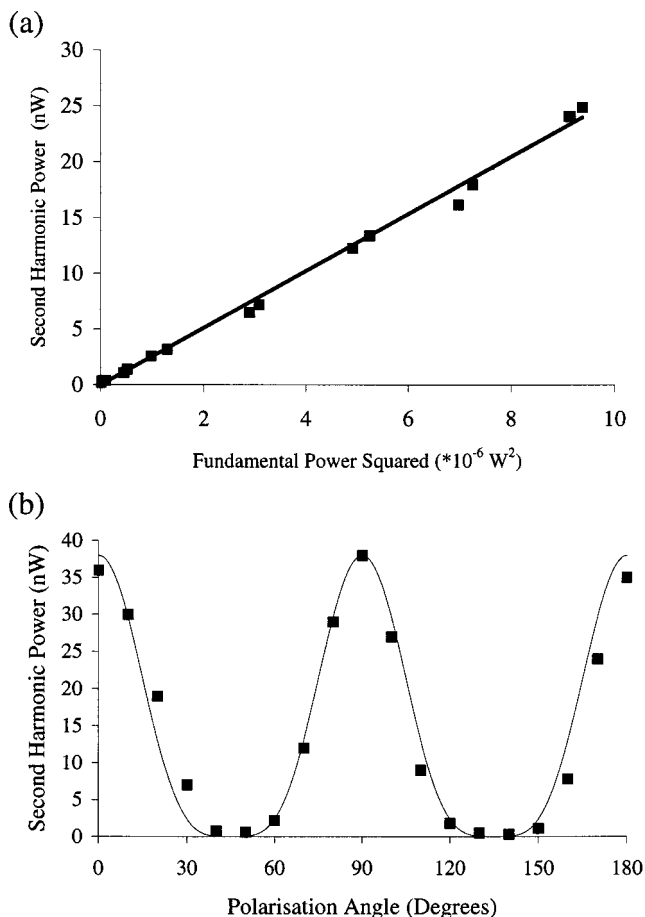 (a)
30
25
20
15
10
5
0
Second Harmonic Power (nW)
0 2 4 6 8 10
Fundamental Power Squared (*10⁻⁶ W²)
(b)
40
35
30
25
20
15
10
5
0
Second Harmonic Power (nW)
0 30 60 90 120 150 180
Polarisation Angle (Degrees)